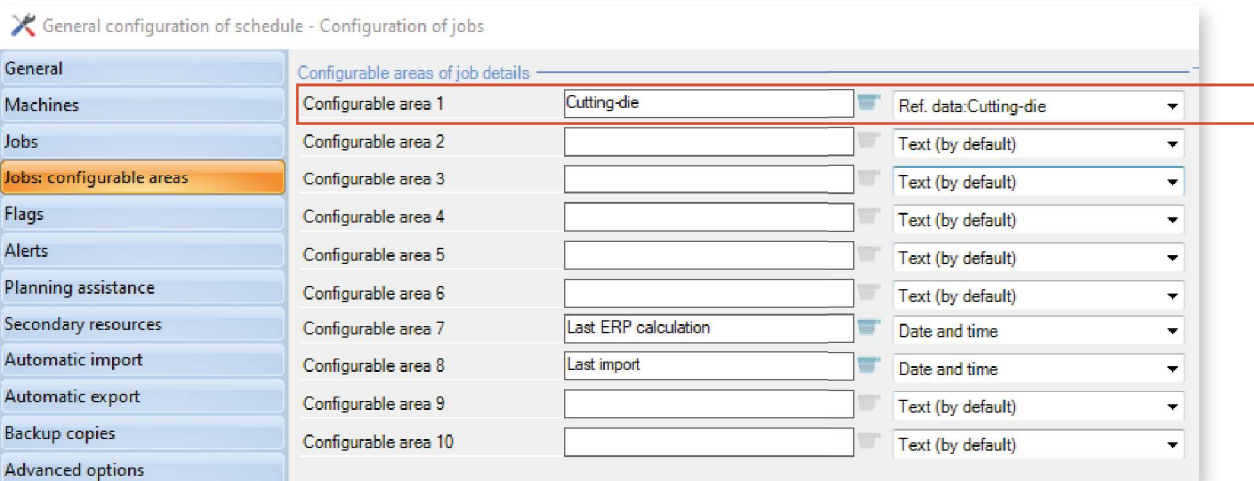 General configuration of schedule - Configuration of jobs
General
Machines
Jobs
Jobs: configurable areas
Flags
Alerts
Planning assistance
Secondary resources
Automatic import
Automatic export
Backup copies
Advanced options
Configurable areas of job details
Configurable area 1 Cutting-die Ref. data:Cutting-die
Configurable area 2 Text (by default)
Configurable area 3 Text (by default)
Configurable area 4 Text (by default)
Configurable area 5 Text (by default)
Configurable area 6 Text (by default)
Configurable area 7 Last ERP calculation Date and time
Configurable area 8 Last import Date and time
Configurable area 9 Text (by default)
Configurable area 10 Text (by default)